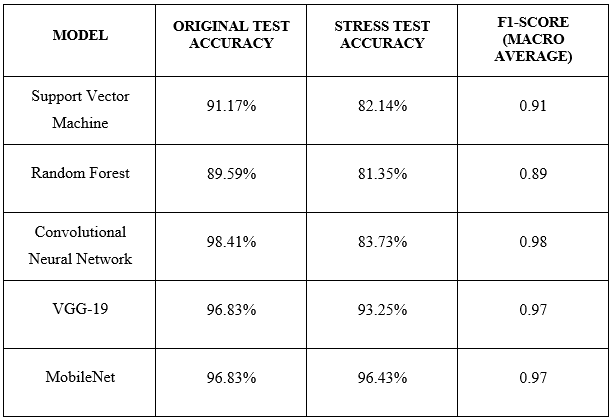 MODEL
ORIGINAL TEST
ACCURACY
STRESS TEST
ACCURACY
F1-SCORE
(MACRO
AVERAGE)
Support Vector
Machine
91.17%
82.14%
0.91
Random Forest
89.59%
81.35%
0.89
Convolutional
Neural Network
98.41%
83.73%
0.98
VGG-19
96.83%
93.25%
0.97
MobileNet
96.83%
96.43%
0.97